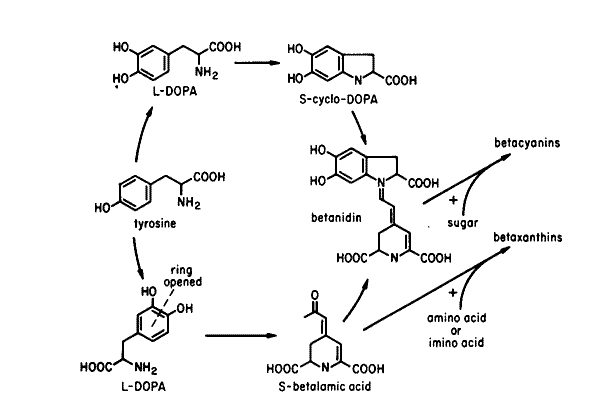 HO
HO
COOH
NH₂
L-DOPA
HO
HO
N
COOH
S-cyclo-DOPA
HO
HO
N
+
COOH
betanidin
HOOC
N
COOH
betacyanins
+
sugar
HO
COOH
NH₂
tyrosine
betaxanthins
+
amino acid
or
imino acid
ring
opened
HO
OH
HOOC
NH₂
L-DOPA
O
HOOC
N
COOH
S-betalamic acid